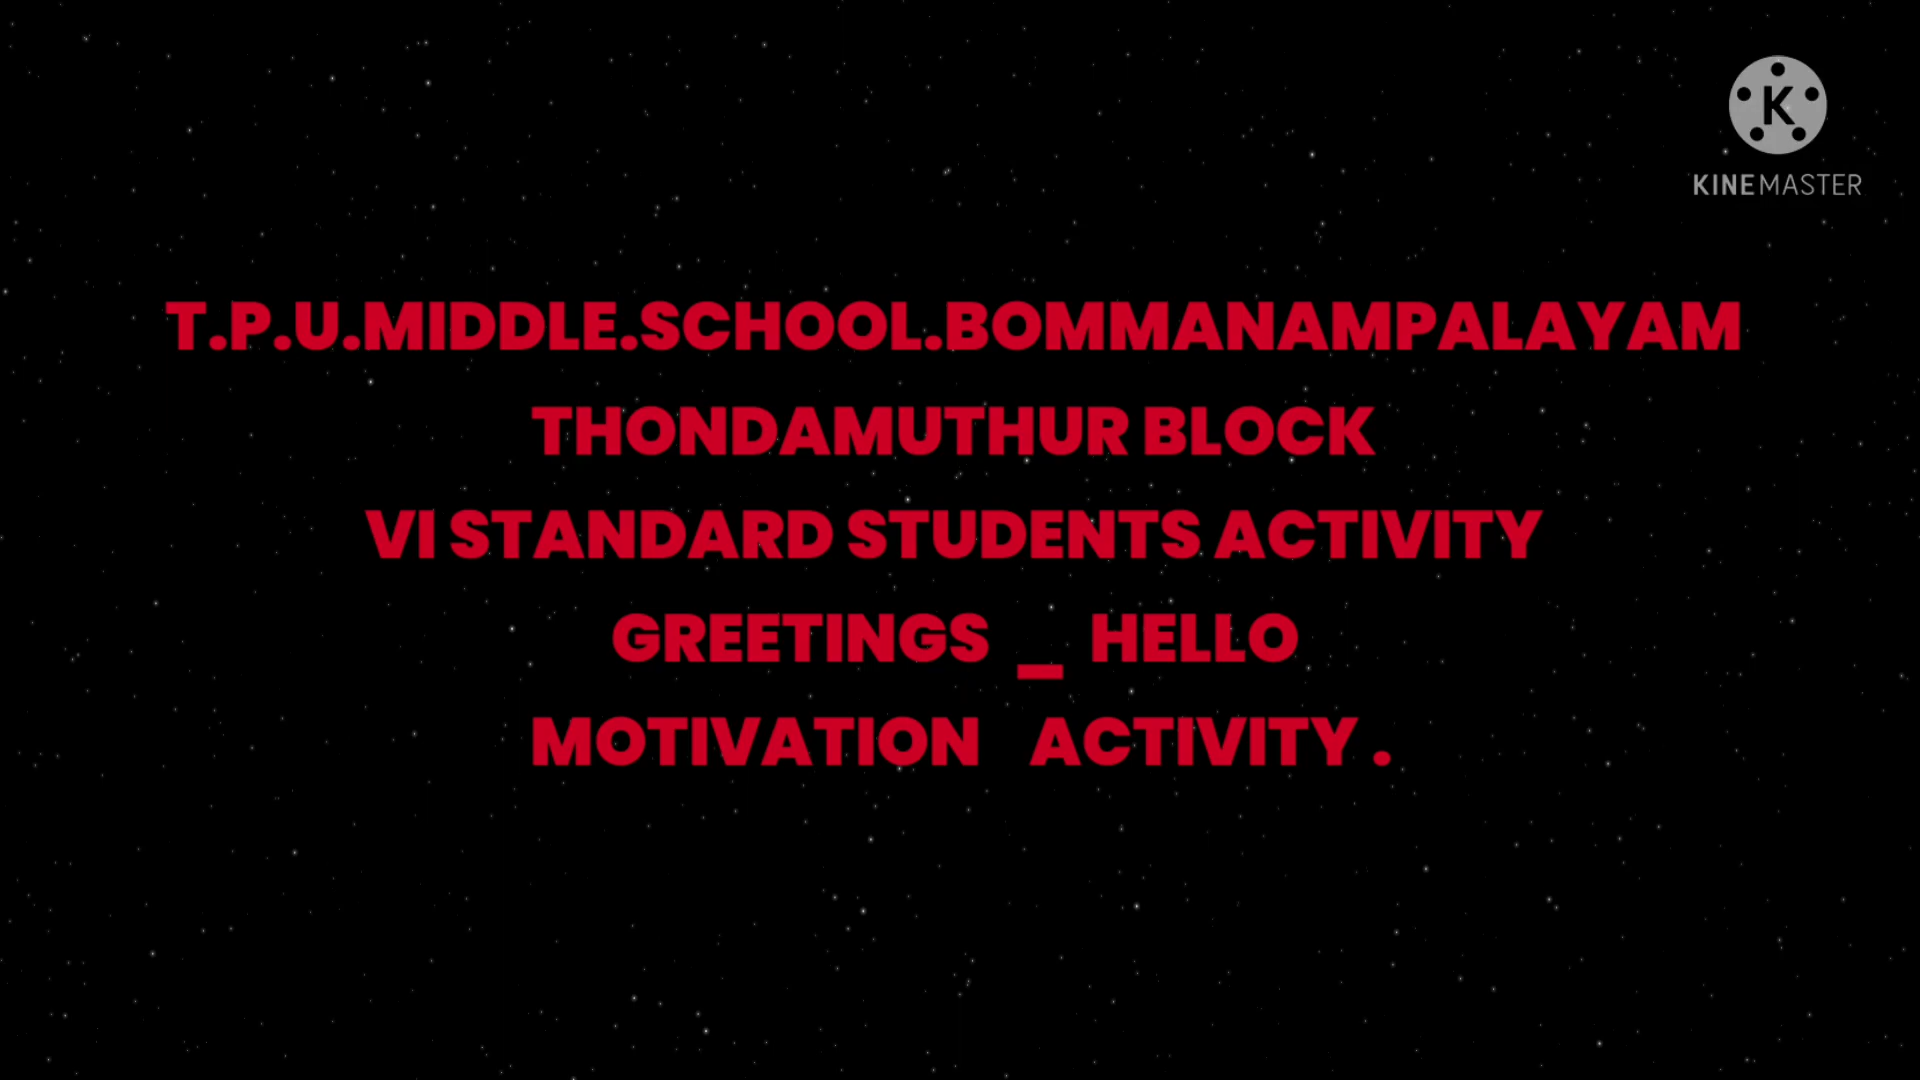 K
KINEMASTER
T.P.U.MIDDLE.SCHOOL.BOMMANAMPALAYAM
THONDAMUTHUR BLOCK
VI STANDARD STUDENTS ACTIVITY
GREETINGS _ HELLO
MOTIVATION ACTIVITY .